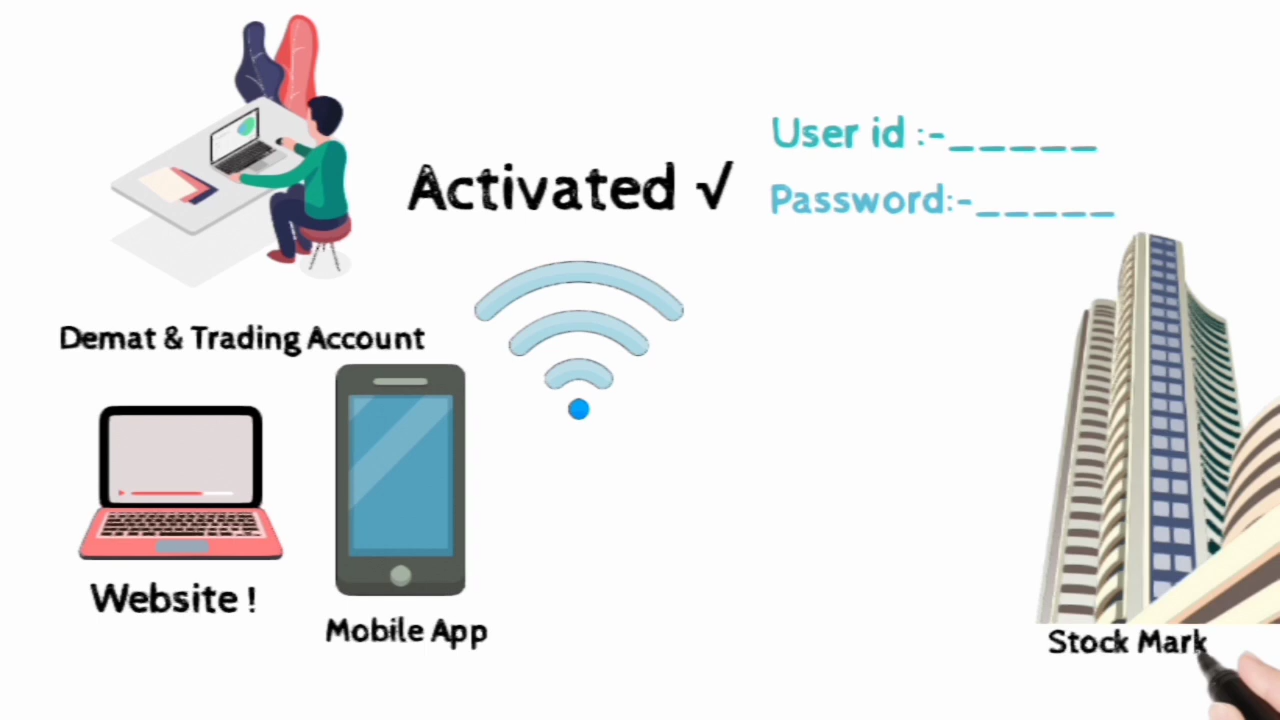 User id :-_____
Activated √
Password:-_____
Demat & Trading Account
Website !
Mobile App
Stock Mark